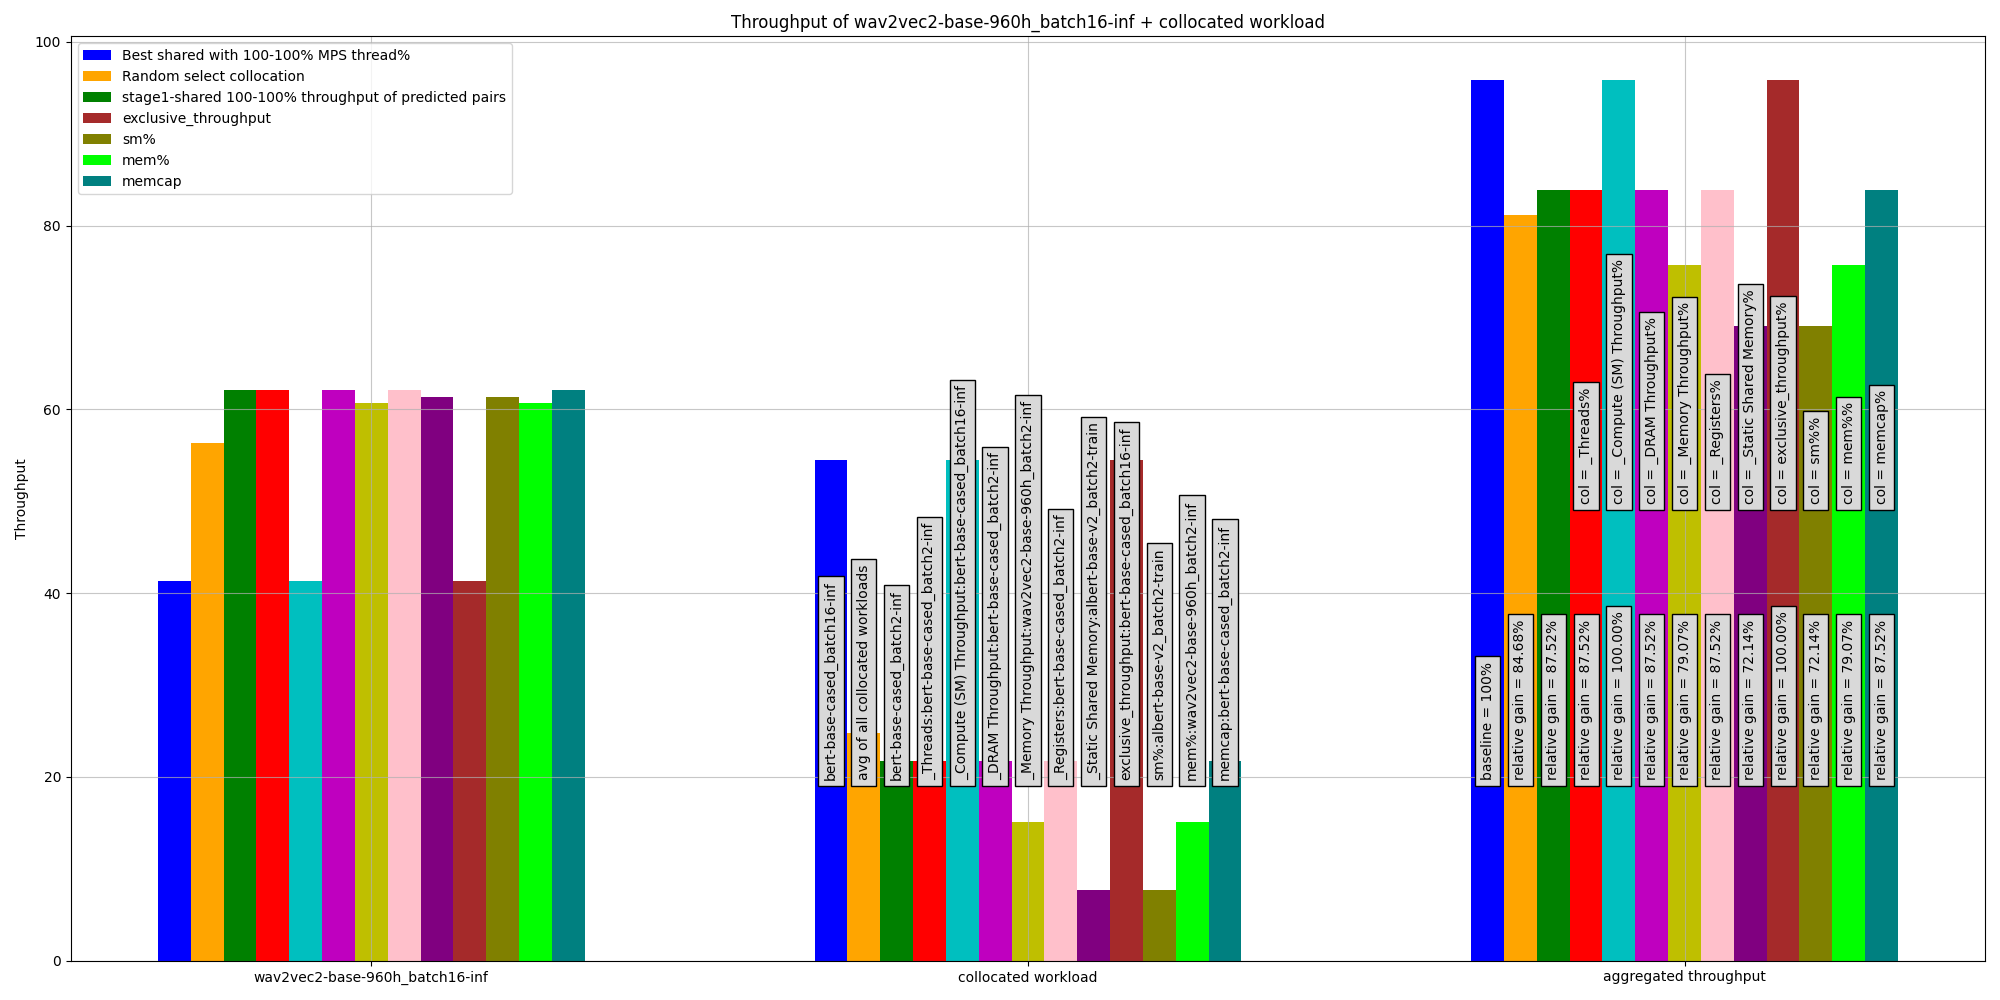 Throughput of wav2vec2-base-960h_batch16-inf + collocated workload
Throughput
100
80
60
40
20
0
Best shared with 100-100% MPS thread%
Random select collocation
stage1-shared 100-100% throughput of predicted pairs
exclusive_throughput
sm%
mem%
memcap
bert-base-cased_batch16-inf
avg of all collocated workloads
bert-base-cased_batch2-inf
_Threads:bert-base-cased_batch2-inf
_Compute (SM) Throughput:bert-base-cased_batch16-inf
_DRAM Throughput:bert-base-cased_batch2-inf
_Memory Throughput:wav2vec2-base-960h_batch2-inf
_Registers:bert-base-cased_batch2-inf
_Static Shared Memory:albert-base-v2_batch2-train
exclusive_throughput:bert-base-cased_batch16-inf
sm%:albert-base-v2_batch2-train
mem%:wav2vec2-base-960h_batch2-inf
memcap:bert-base-cased_batch2-inf
col = _Threads%
col = _Compute (SM) Throughput%
col = _DRAM Throughput%
col = _Memory Throughput%
col = _Registers%
col = _Static Shared Memory%
col = exclusive_throughput%
col = sm%%
col = mem%%
col = memcap%
baseline = 100%
relative gain = 84.68%
relative gain = 87.52%
relative gain = 87.52%
relative gain = 100.00%
relative gain = 87.52%
relative gain = 79.07%
relative gain = 87.52%
relative gain = 72.14%
relative gain = 100.00%
relative gain = 72.14%
relative gain = 79.07%
relative gain = 87.52%
wav2vec2-base-960h_batch16-inf
collocated workload
aggregated throughput